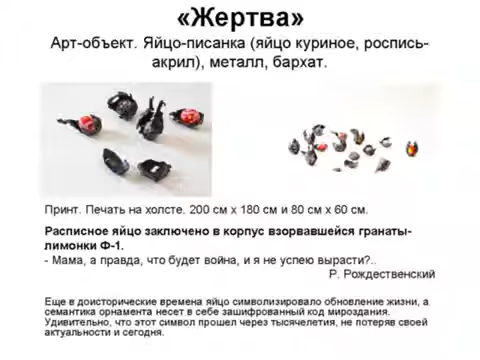 «Жертва»
Арт-объект. Яйцо-писанка (яйцо куриное, роспись-
акрил), металл, бархат.
Принт. Печать на холсте. 200 см х 180 см и 80 см х 60 см.
Расписное яйцо заключено в корпус взорвавшейся гранаты-
лимонки Ф-1.
- Мама, а правда, что будет война, и я не успею вырасти?..
Р. Рождественский
Еще в доисторические времена яйцо символизировало обновление жизни, а
семантика орнамента несет в себе зашифрованный код мироздания.
Удивительно, что этот символ прошел через тысячелетия, не потеряв своей
актуальности и сегодня.